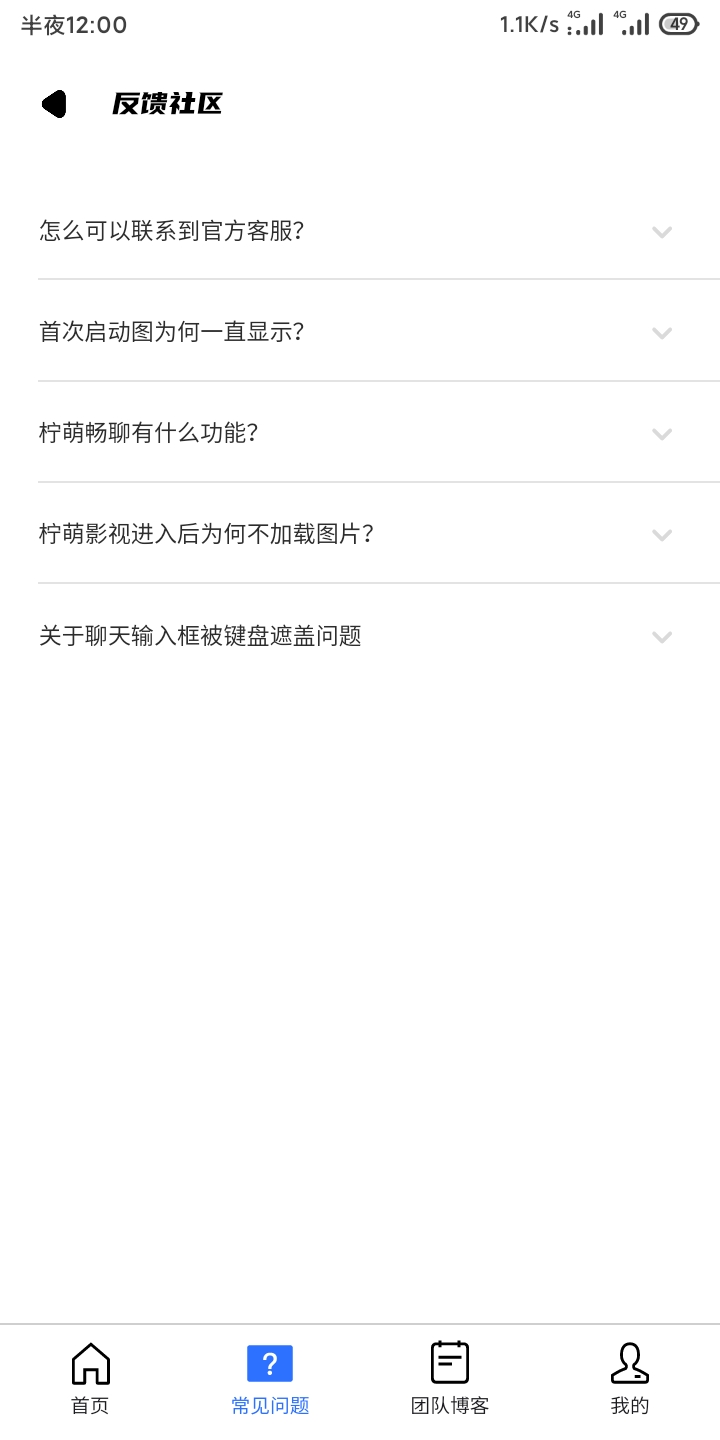 半夜12:00
1.1K/s 4G 4G 49
反馈社区
怎么可以联系到官方客服?
首次启动图为何一直显示?
柠萌畅聊有什么功能?
柠萌影视进入后为何不加载图片?
关于聊天输入框被键盘遮盖问题
?
首页 常见问题 团队博客 我的